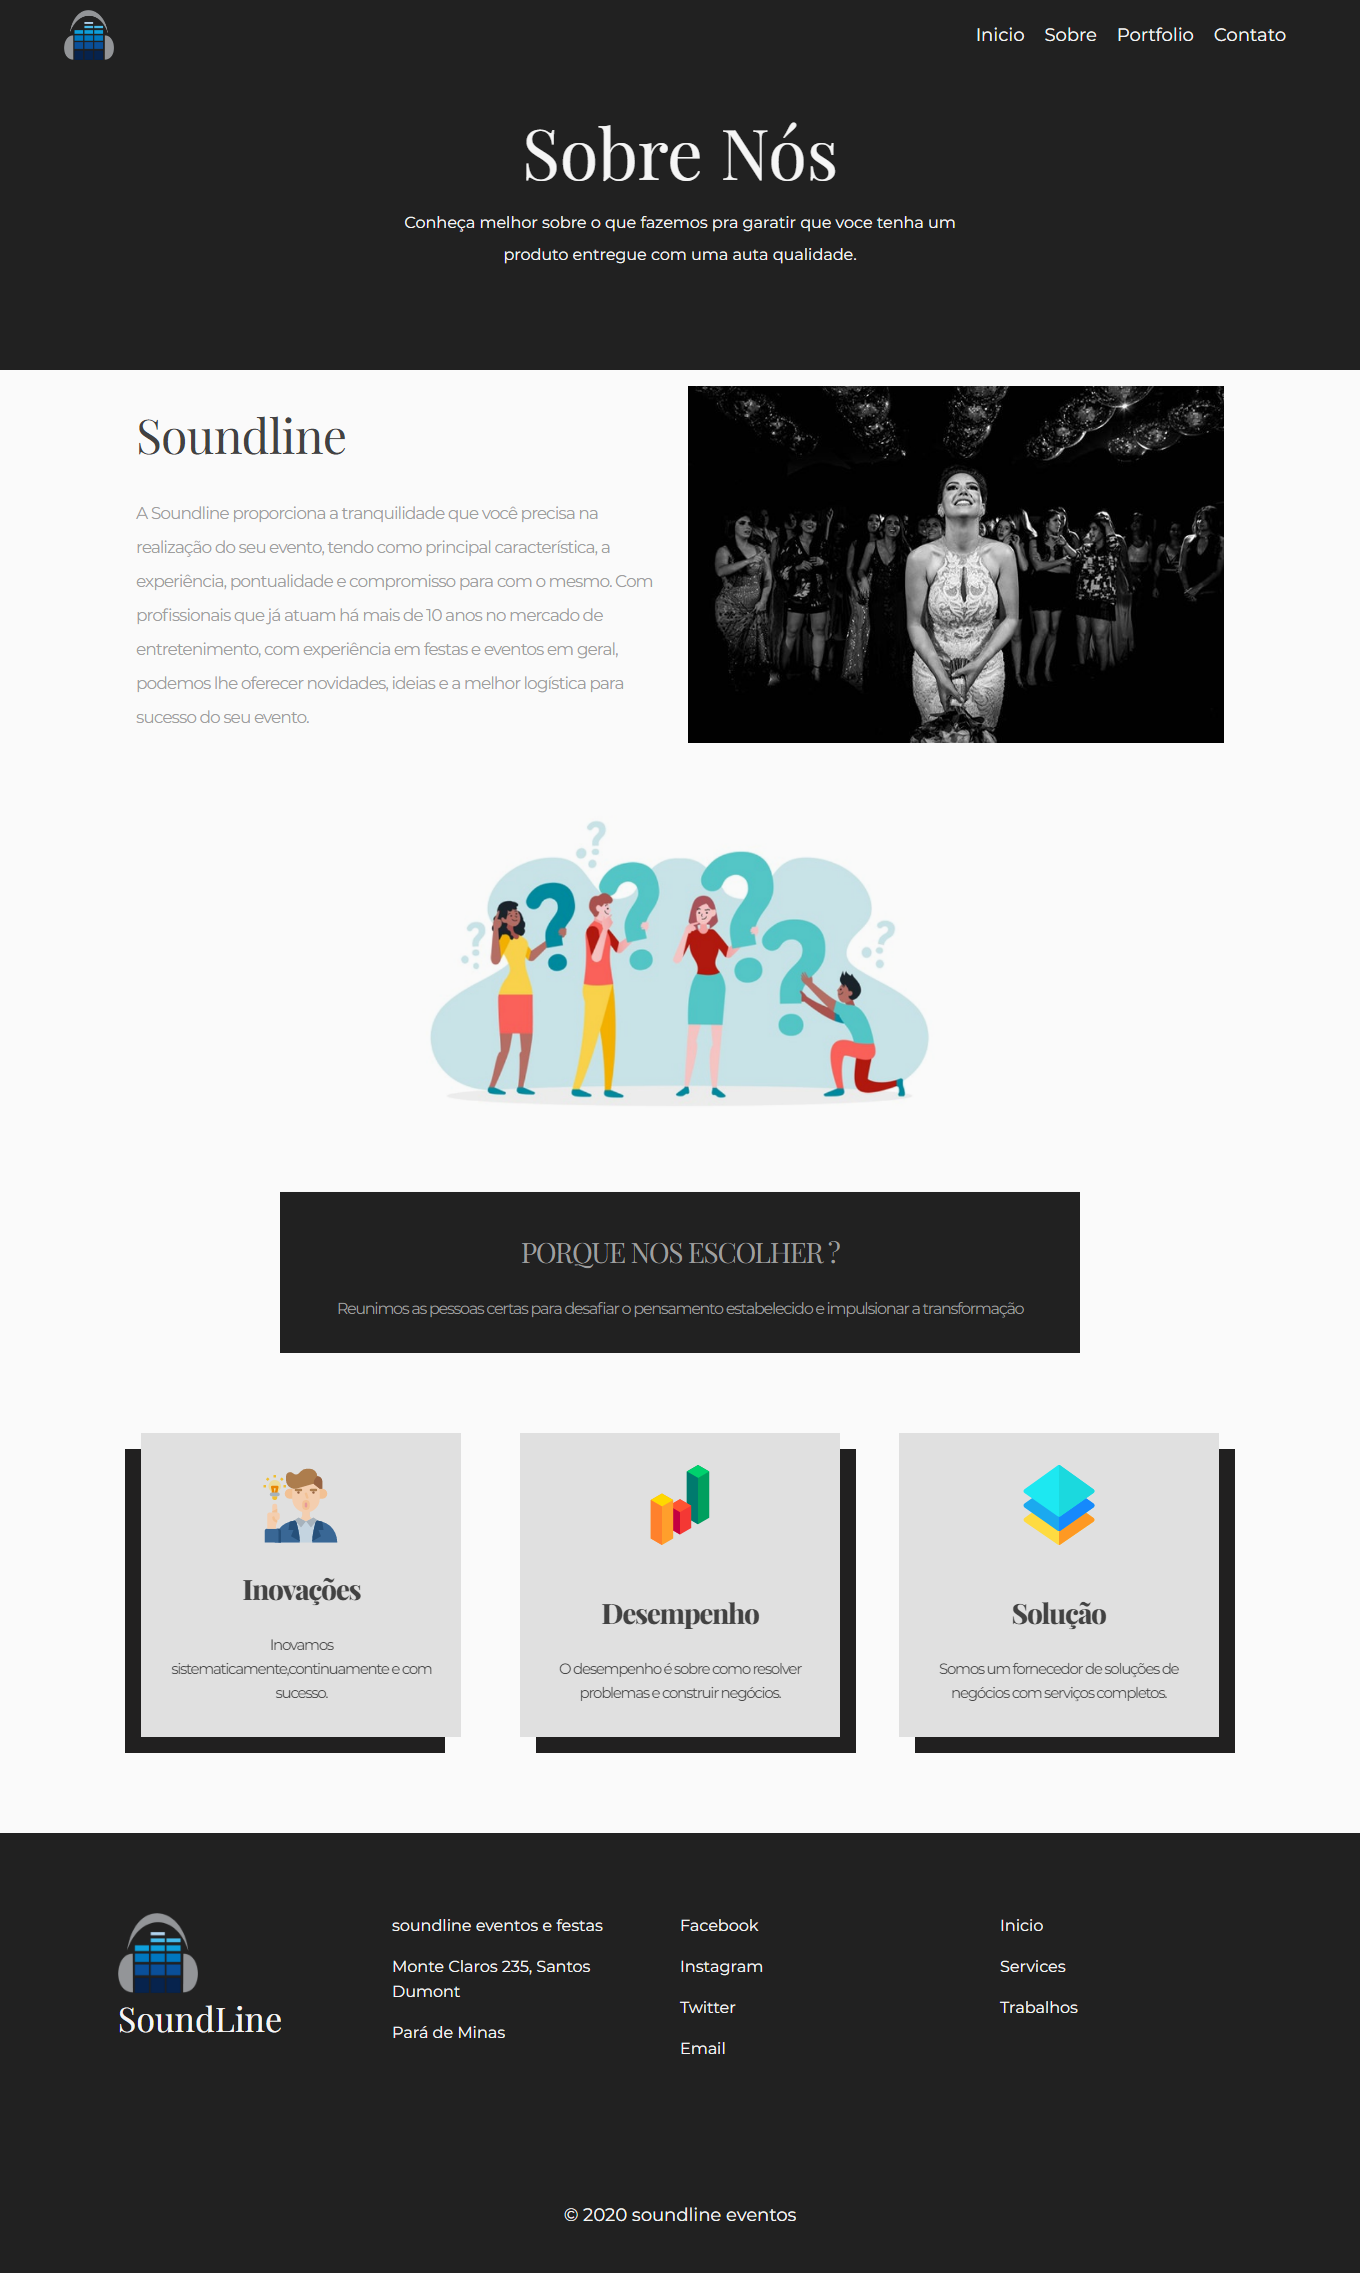 Inicio Sobre Portfolio Contato
Sobre Nós
Conheça melhor sobre o que fazemos pra garatir que voce tenha um
produto entregue com uma auta qualidade.
Soundline
A Soundline proporciona a tranquilidade que você precisa na
realização do seu evento, tendo como principal característica, a
experiência, pontualidade e compromisso para com o mesmo. Com
profissionais que já atuam há mais de 10 anos no mercado de
entretenimento, com experiência em festas e eventos em geral,
podemos lhe oferecer novidades, ideias e a melhor logística para
sucesso do seu evento.
PORQUE NOS ESCOLHER ?
Reunimos as pessoas certas para desafiar o pensamento estabelecido e impulsionar a transformação
Inovações
Inovamos
sistematicamente,continuamente e com
sucesso.
Desempenho
O desempenho é sobre como resolver
problemas e construir negócios.
Solução
Somos um fornecedor de soluções de
negócios com serviços completos.
SoundLine
soundline eventos e festas
Monte Claros 235, Santos
Dumont
Pará de Minas
Facebook
Instagram
Twitter
Email
Inicio
Services
Trabalhos
© 2020 soundline eventos